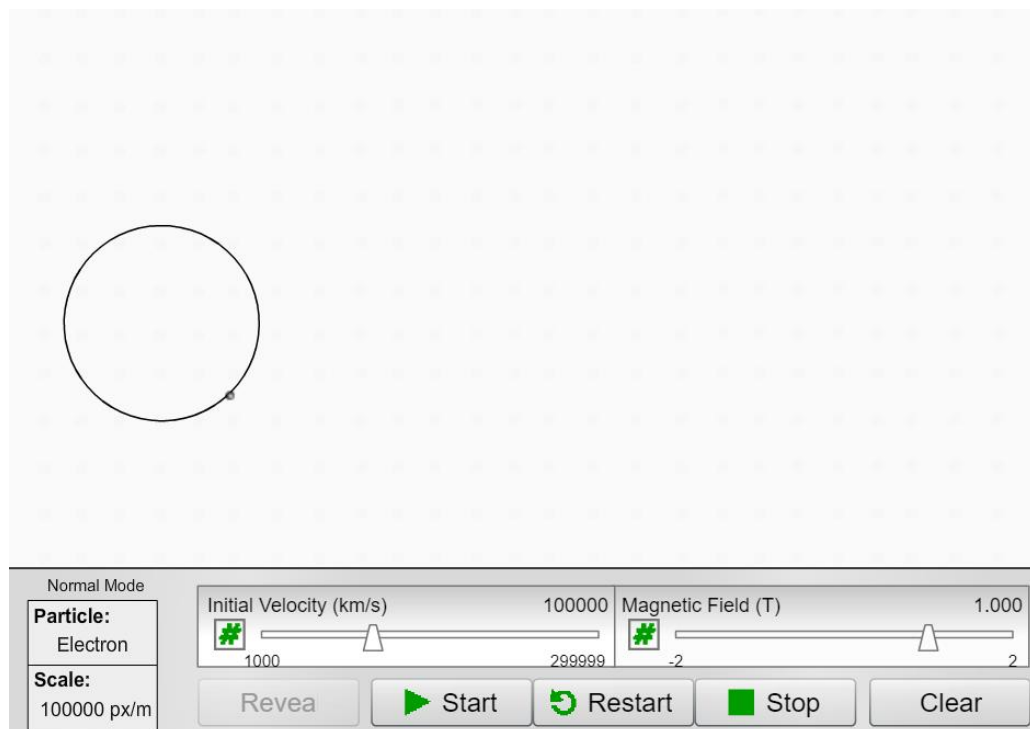 Normal Mode
Particle:
Electron
Scale:
100000 px/m
Initial Velocity (km/s) 100000
#
1000 299999
Magnetic Field (T) 1.000
#
-2 2
Revea
Start
Restart
Stop
Clear